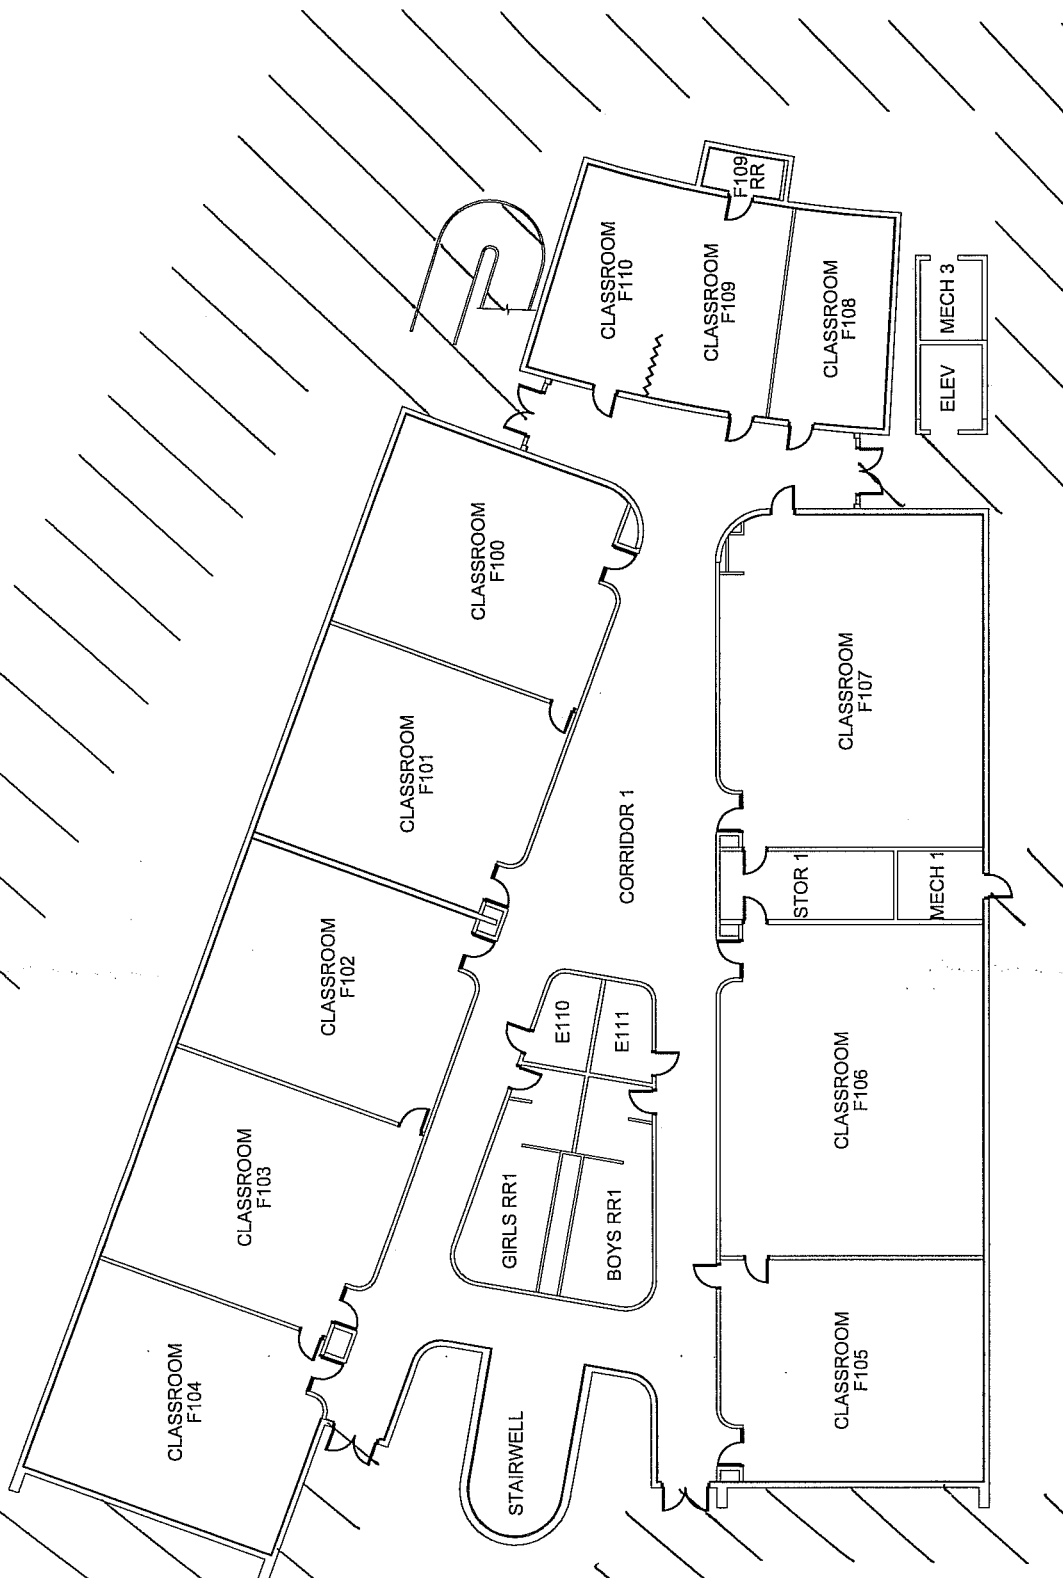 F109
RR
CLASSROOM
F110
CLASSROOM
F109
CLASSROOM
F108
MECH 3
ELEV
CLASSROOM
F100
CLASSROOM
F101
CLASSROOM
F107
CORRIDOR 1
STOR 1
MECH 1
CLASSROOM
F102
E110
E111
CLASSROOM
F106
CLASSROOM
F103
GIRLS RR1
BOYS RR1
CLASSROOM
F104
CLASSROOM
F105
STAIRWELL